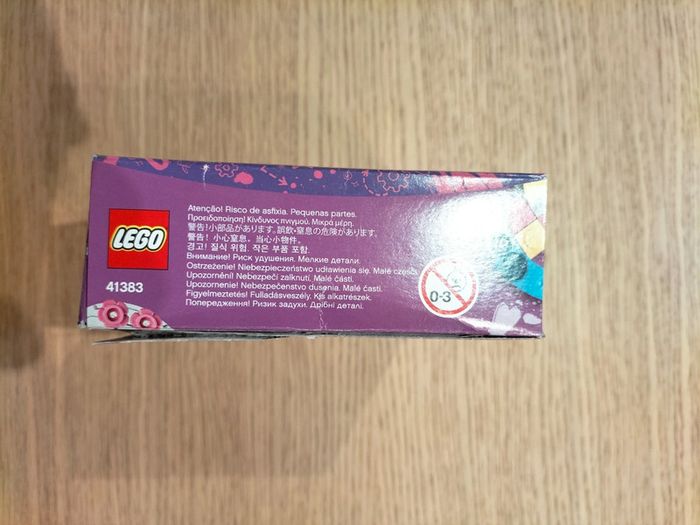 LEGO
41383
Atenção! Risco de asfixia. Pequenas partes.
Προειδοποίηση! Κίνδυνος πνιγμού. Μικρά μέρη.
警告!小部品があります。誤飲・窒息の危険があります。
警告！小心窒息。当心小物件。
경고! 질식 위험. 작은 부품 포함.
Внимание! Риск удушения. Мелкие детали.
Ostrzeżenie! Niebezpieczeństwo udławienia się. Małe części.
Upozornění! Nebezpečí zalknutí. Malé části.
Upozornenie! Nebezpečenstvo dusenia. Malé časti.
Figyelmeztetés! Fulladásveszély. Kis alkatrészek.
Попередження! Ризик задухи. Дрібні деталі.
0-3